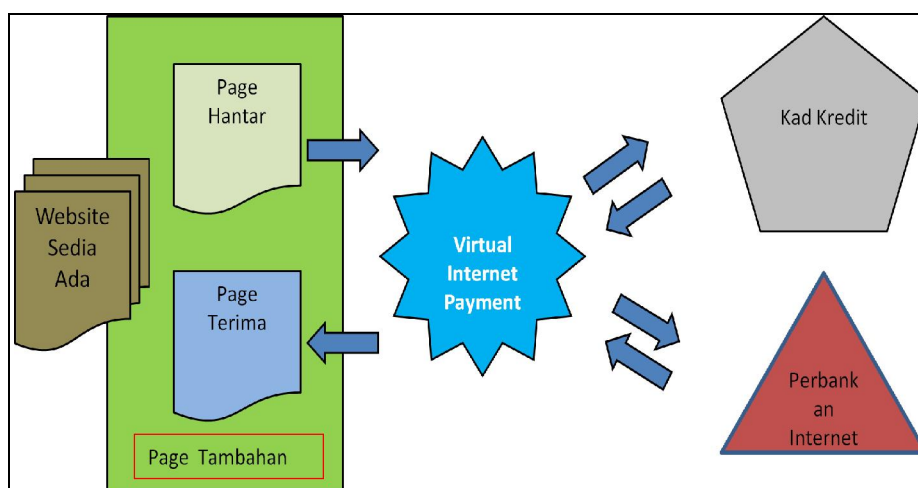 Page
Hantar
Website
Sedia
Ada
Page
Terima
Page Tambahan
Virtual
Internet
Payment
Kad Kredit
Perbank
an
Internet